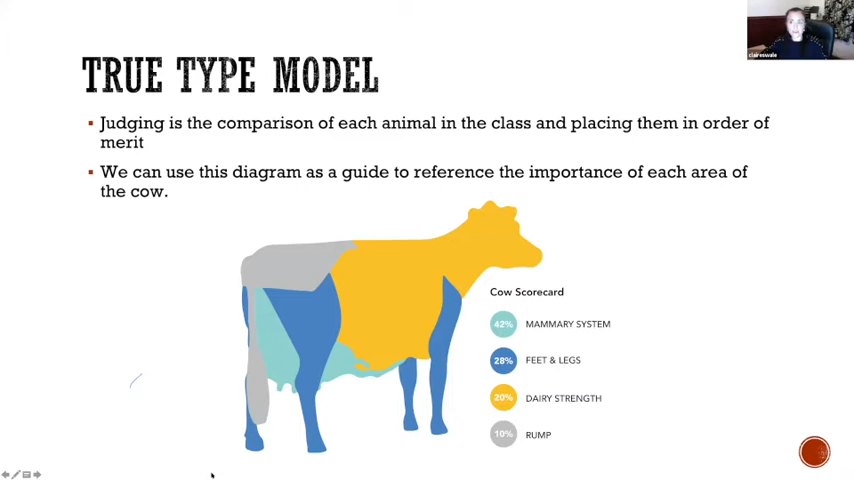 claireswale
TRUE TYPE MODEL
▪ Judging is the comparison of each animal in the class and placing them in order of
merit
▪ We can use this diagram as a guide to reference the importance of each area of
the cow.
Cow Scorecard
42% MAMMARY SYSTEM
28% FEET & LEGS
20% DAIRY STRENGTH
10% RUMP